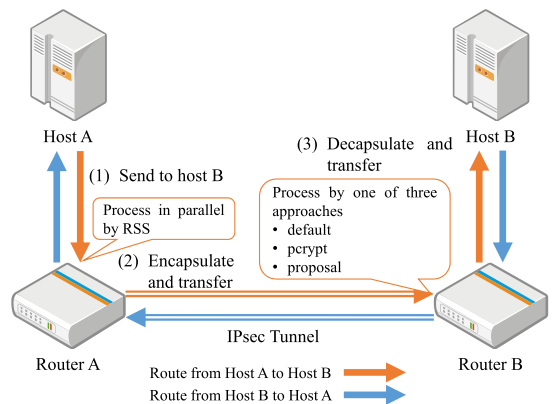 Host A
Host B
(1) Send to host B
Process in parallel
by RSS
(2) Encapsulate
and transfer
(3) Decapsulate and
transfer
Process by one of three
approaches
• default
• pcrypt
• proposal
Router A
IPsec Tunnel
Router B
Route from Host A to Host B
Route from Host B to Host A